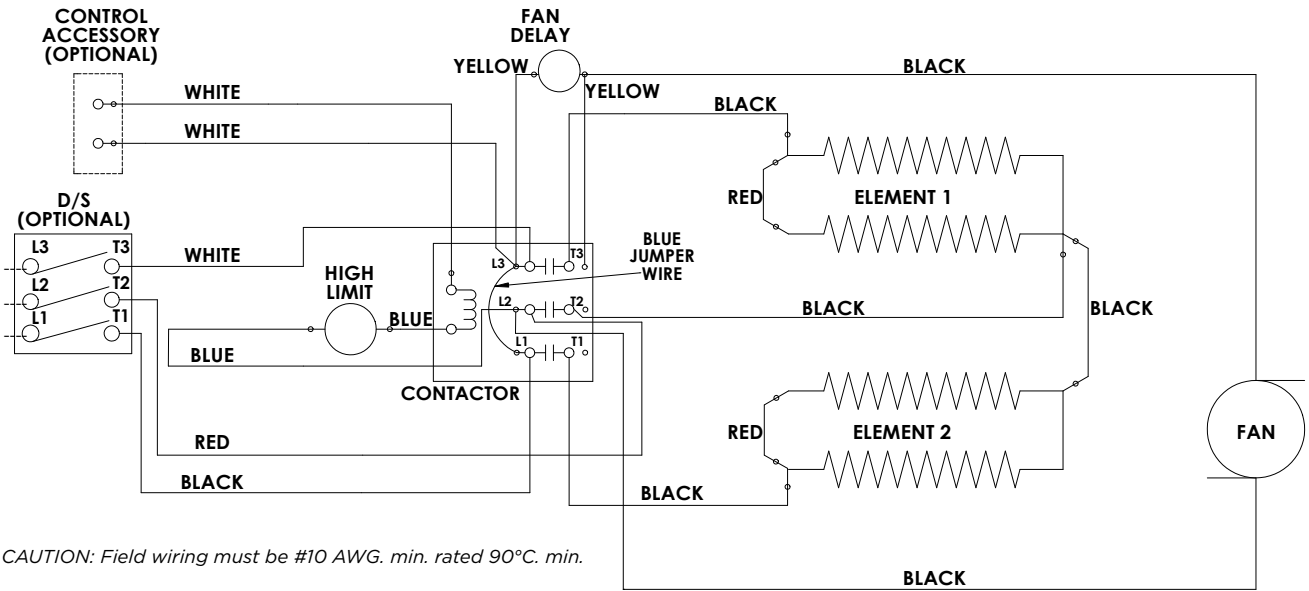 CONTROL
ACCESSORY
(OPTIONAL)
FAN
DELAY
YELLOW
YELLOW
BLACK
WHITE
BLACK
WHITE
RED
ELEMENT 1
D/S
(OPTIONAL)
L3
T3
L2
T2
L1
T1
WHITE
HIGH
LIMIT
BLUE
BLUE
L3
T3
L2
T2
L1
T1
BLUE
JUMPER
WIRE
CONTACTOR
BLACK
BLACK
RED
ELEMENT 2
FAN
RED
BLACK
BLACK
CAUTION: Field wiring must be #10 AWG. min. rated 90°C. min.
BLACK